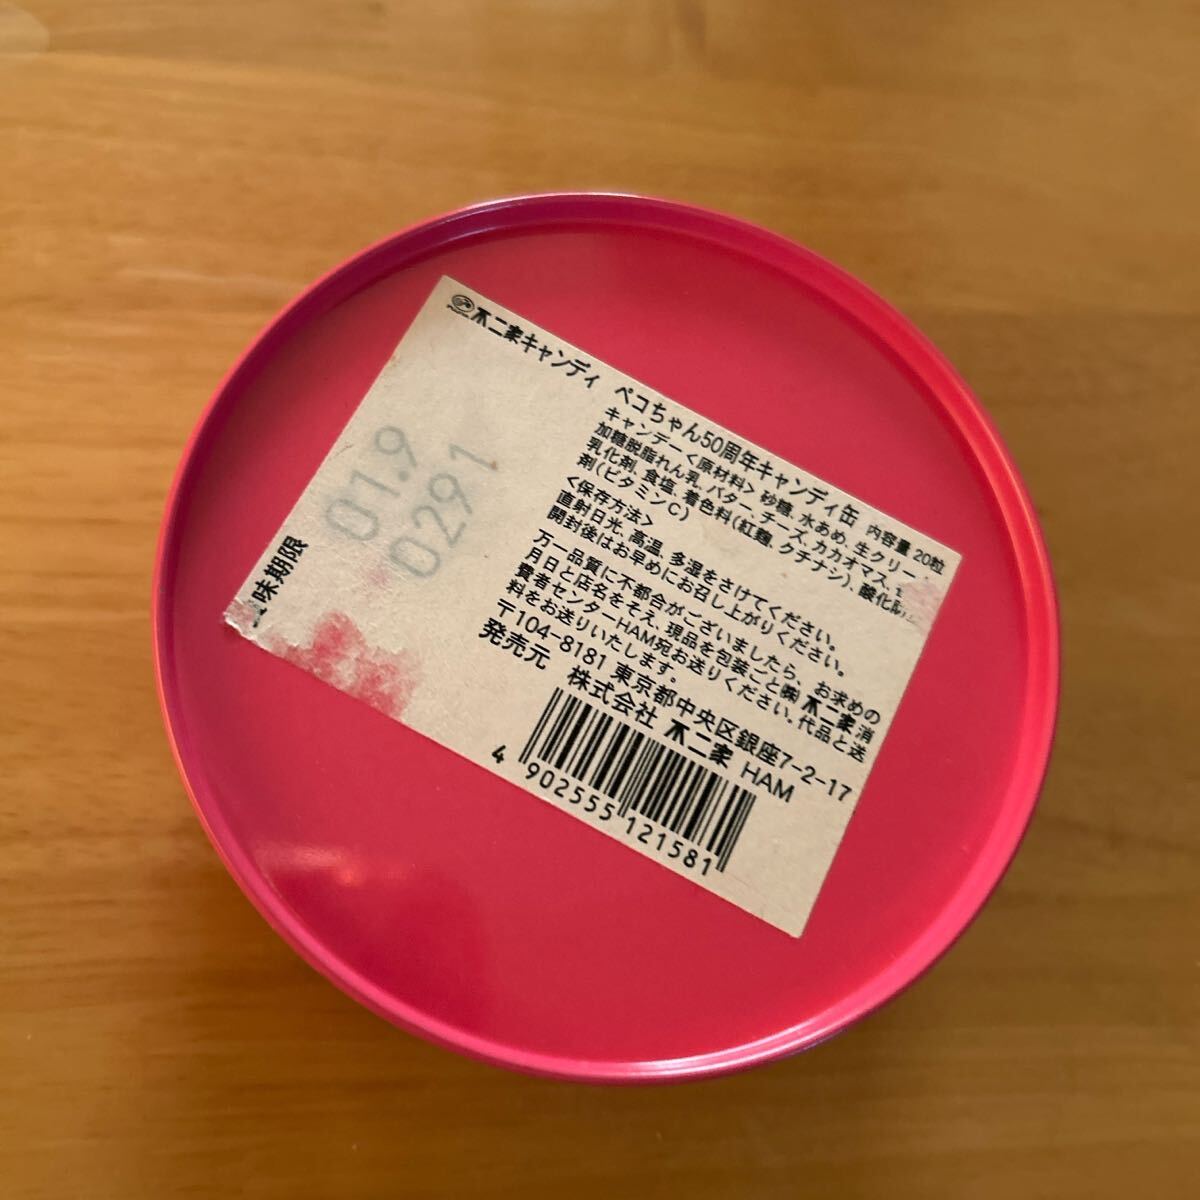 不二家キャンディ ペコちゃん50周年キャンディ缶 内容量 20粒
キャンデー<原材料>砂糖、水あめ、生クリー
加糖脱脂れん乳、バター、チーズ、カカオマス、
乳化剤、食塩、着色料(紅麹、クチナシ)、酸化防
剤(ビタミンC)
<保存方法>
直射日光、高温、多湿をさけてください。
開封後はお早めにお召し上がりください。
万一品質に不都合がございましたら、お求めの
月日と店名をそえ、現品を包装ごと㈱不二家消
費者センターHAM宛お送りください。代品と送
料をお送りいたします。
〒104-8181 東京都中央区銀座7-2-17
発売元 株式会社 不二家 HAM
4 902555 121581
味期限
01.9
0291